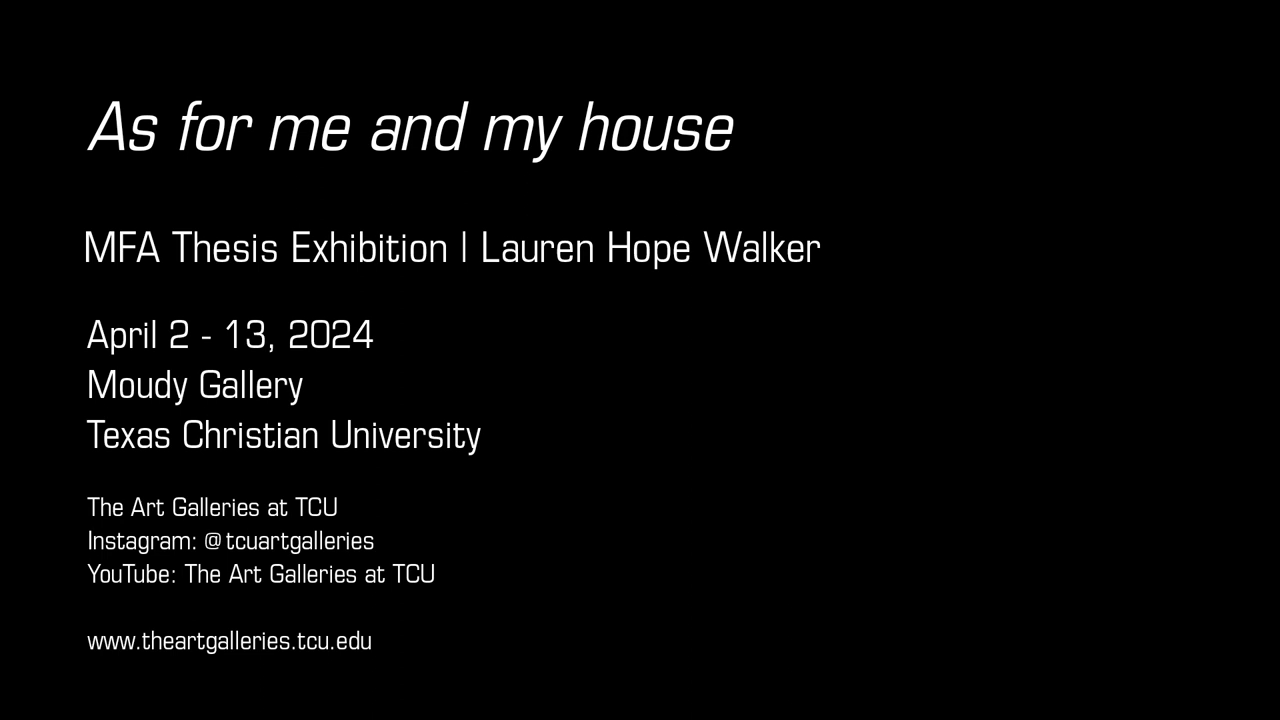 As for me and my house
MFA Thesis Exhibition | Lauren Hope Walker
April 2 - 13, 2024
Moudy Gallery
Texas Christian University
The Art Galleries at TCU
Instagram: @tcuartgalleries
YouTube: The Art Galleries at TCU
www.theartgalleries.tcu.edu